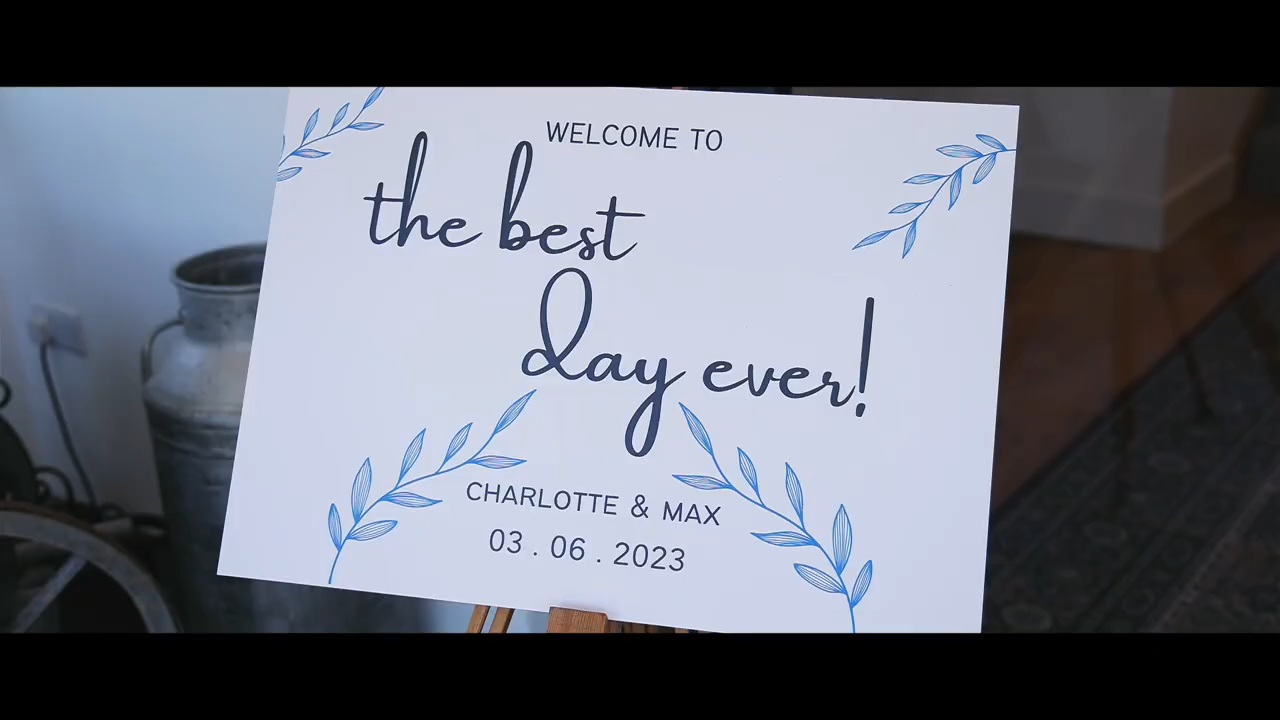 WELCOME TO
the best
day ever!
CHARLOTTE & MAX
03 . 06 . 2023